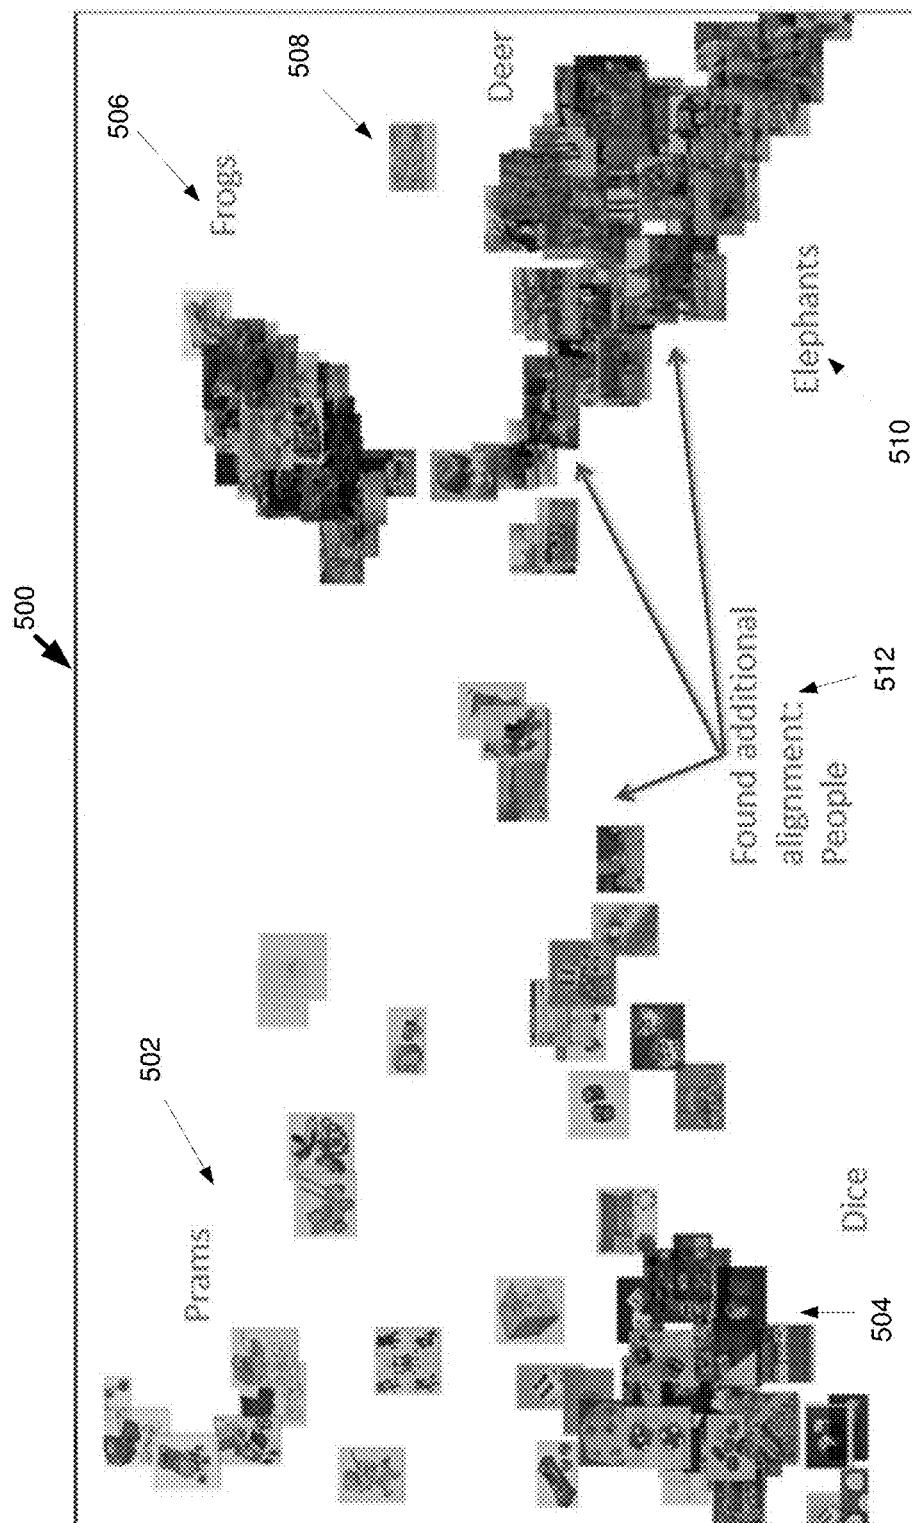 500
506
Frogs
508
Deer
502
Prams
510
Elephants
512
Found additional
alignment:
People
Dice
504